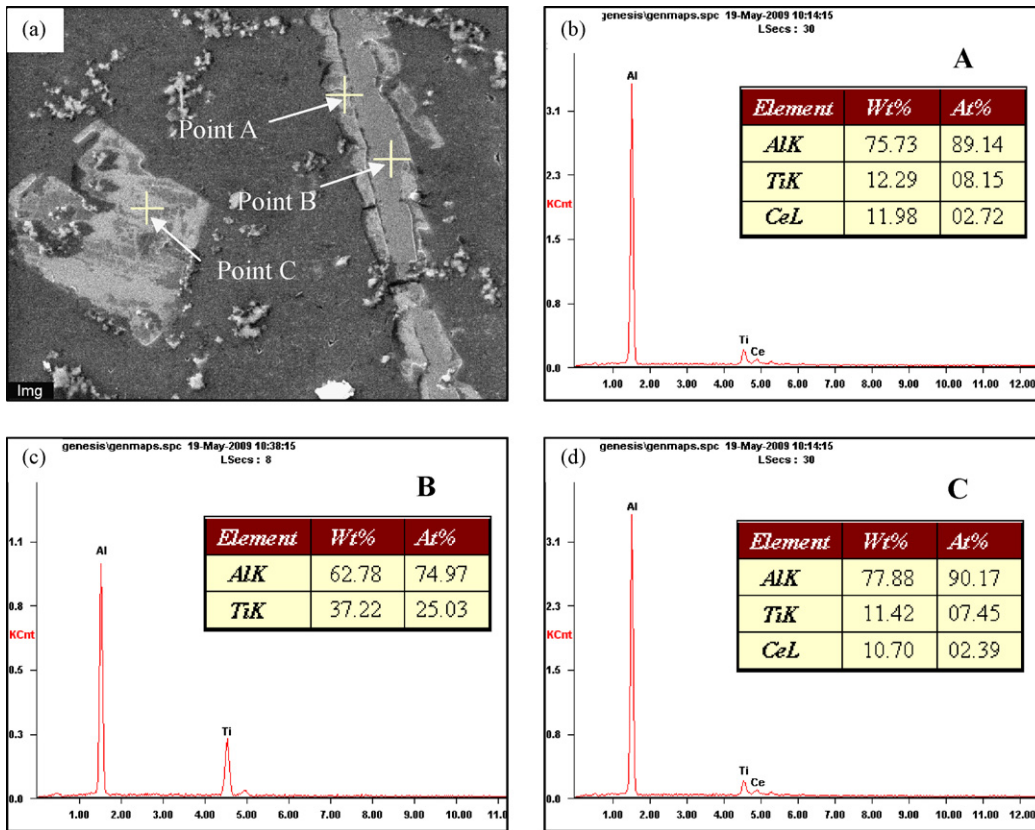 (a)
Point A
Point B
Point C
Img
(b)
genesis\genmaps.spc 19-May-2009 10:14:15
LSecs : 30
A
Al
Element Wt% At%
AlK 75.73 89.14
TiK 12.29 08.15
CeL 11.98 02.72
3.1
2.3
KCnt
1.5
0.8
0.0
Ti
Ce
1.00 2.00 3.00 4.00 5.00 6.00 7.00 8.00 9.00 10.00 11.00 12.00
(c)
genesis\genmaps.spc 19-May-2009 10:38:15
LSecs : 8
B
Al
Element Wt% At%
AlK 62.78 74.97
TiK 37.22 25.03
1.1
0.8
KCnt
0.5
0.3
0.0
Ti
1.00 2.00 3.00 4.00 5.00 6.00 7.00 8.00 9.00 10.00 11.00
(d)
genesis\genmaps.spc 19-May-2009 10:14:15
LSecs : 30
C
Al
Element Wt% At%
AlK 77.88 90.17
TiK 11.42 07.45
CeL 10.70 02.39
3.1
2.3
KCnt
1.5
0.8
0.0
Ti
Ce
1.00 2.00 3.00 4.00 5.00 6.00 7.00 8.00 9.00 10.00 11.00 12.00